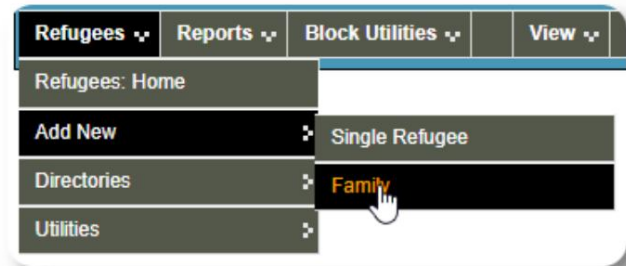 Refugees Reports Block Utilities View
Refugees: Home
Add New
Single Refugee
Directories
Family
Utilities